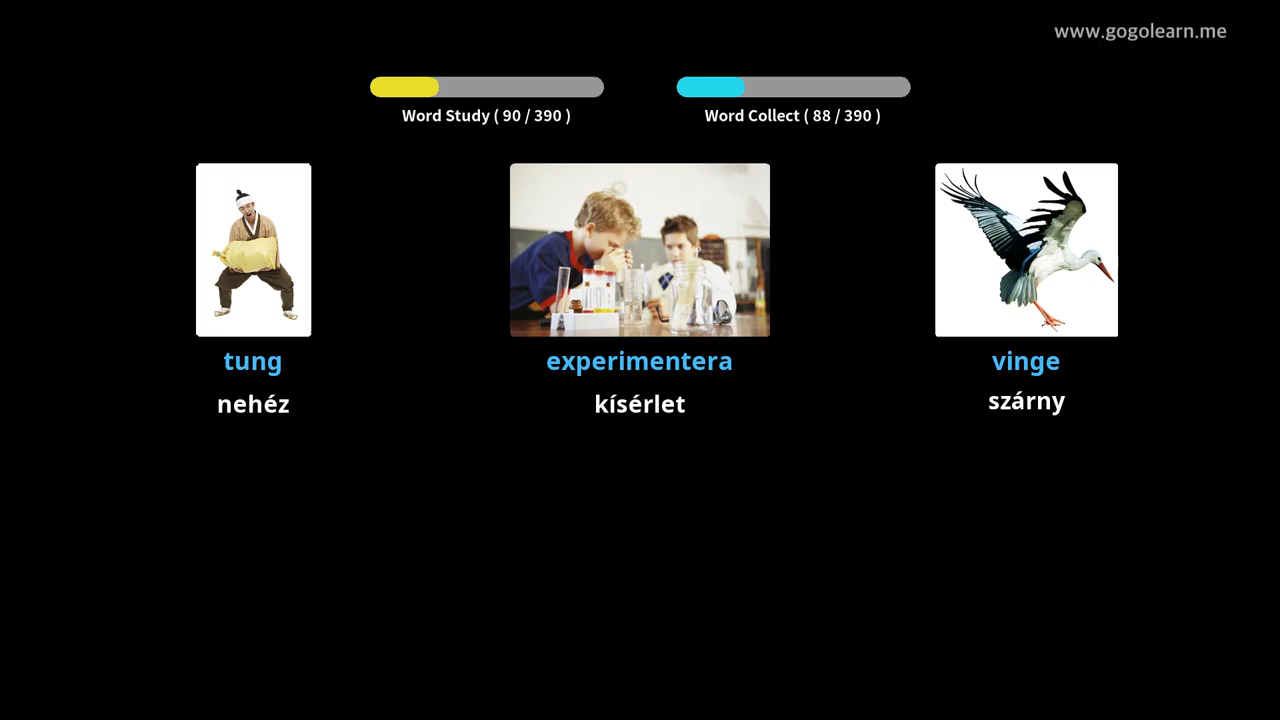 www.gogolearn.me
Word Study ( 90 / 390 )
Word Collect ( 88 / 390 )
tung
experimentera
vinge
nehéz
kísérlet
szárny